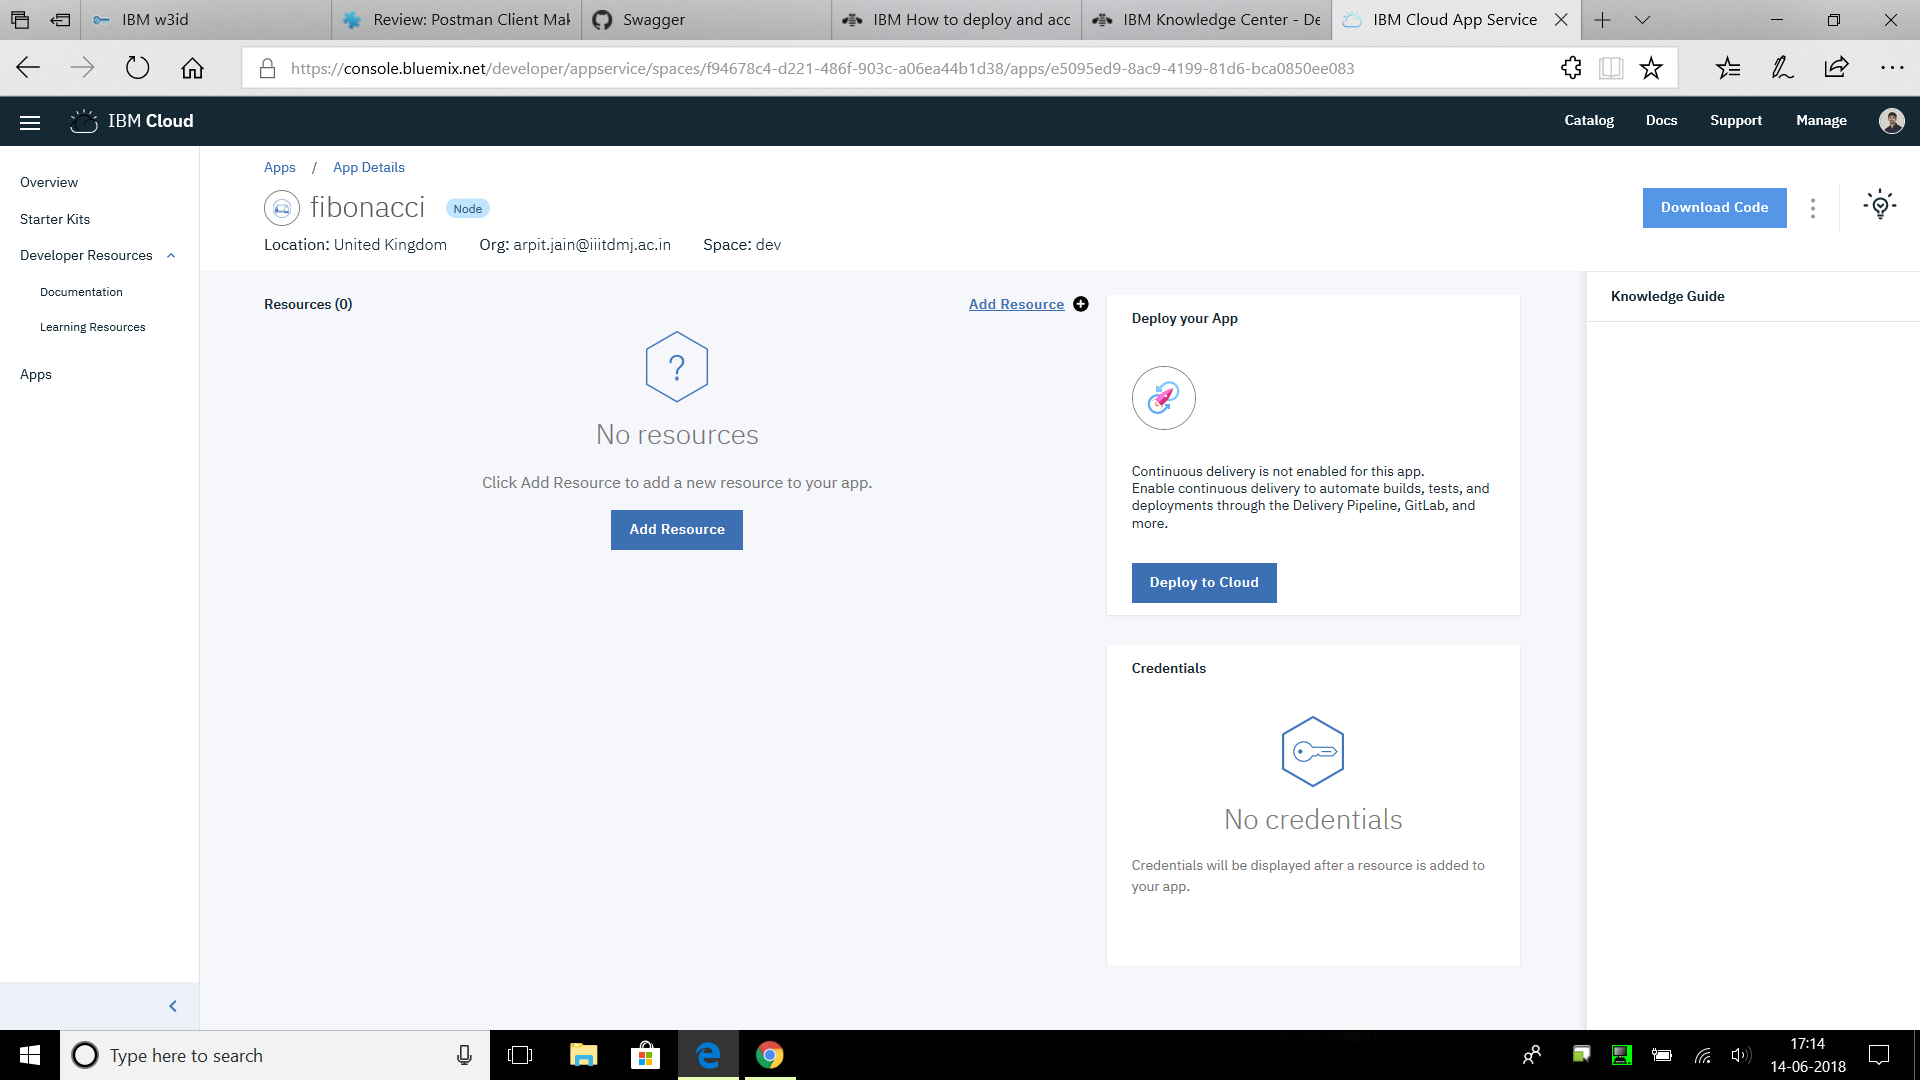 IBM w3id
Review: Postman Client Mal
Swagger
IBM How to deploy and acc
IBM Knowledge Center - De
IBM Cloud App Service
https://console.bluemix.net/developer/appservice/spaces/f94678c4-d221-486f-903c-a06ea44b1d38/apps/e5095ed9-8ac9-4199-81d6-bca0850ee083
IBM Cloud
Catalog
Docs
Support
Manage
Overview
Starter Kits
Developer Resources
Documentation
Learning Resources
Apps
Apps / App Details
fibonacci
Node
Location: United Kingdom
Org: arpit.jain@iiitdmj.ac.in
Space: dev
Download Code
Resources (0)
Add Resource
?
No resources
Click Add Resource to add a new resource to your app.
Add Resource
Deploy your App
Continuous delivery is not enabled for this app.
Enable continuous delivery to automate builds, tests, and
deployments through the Delivery Pipeline, GitLab, and
more.
Deploy to Cloud
Credentials
No credentials
Credentials will be displayed after a resource is added to
your app.
Knowledge Guide
Type here to search
17:14
14-06-2018